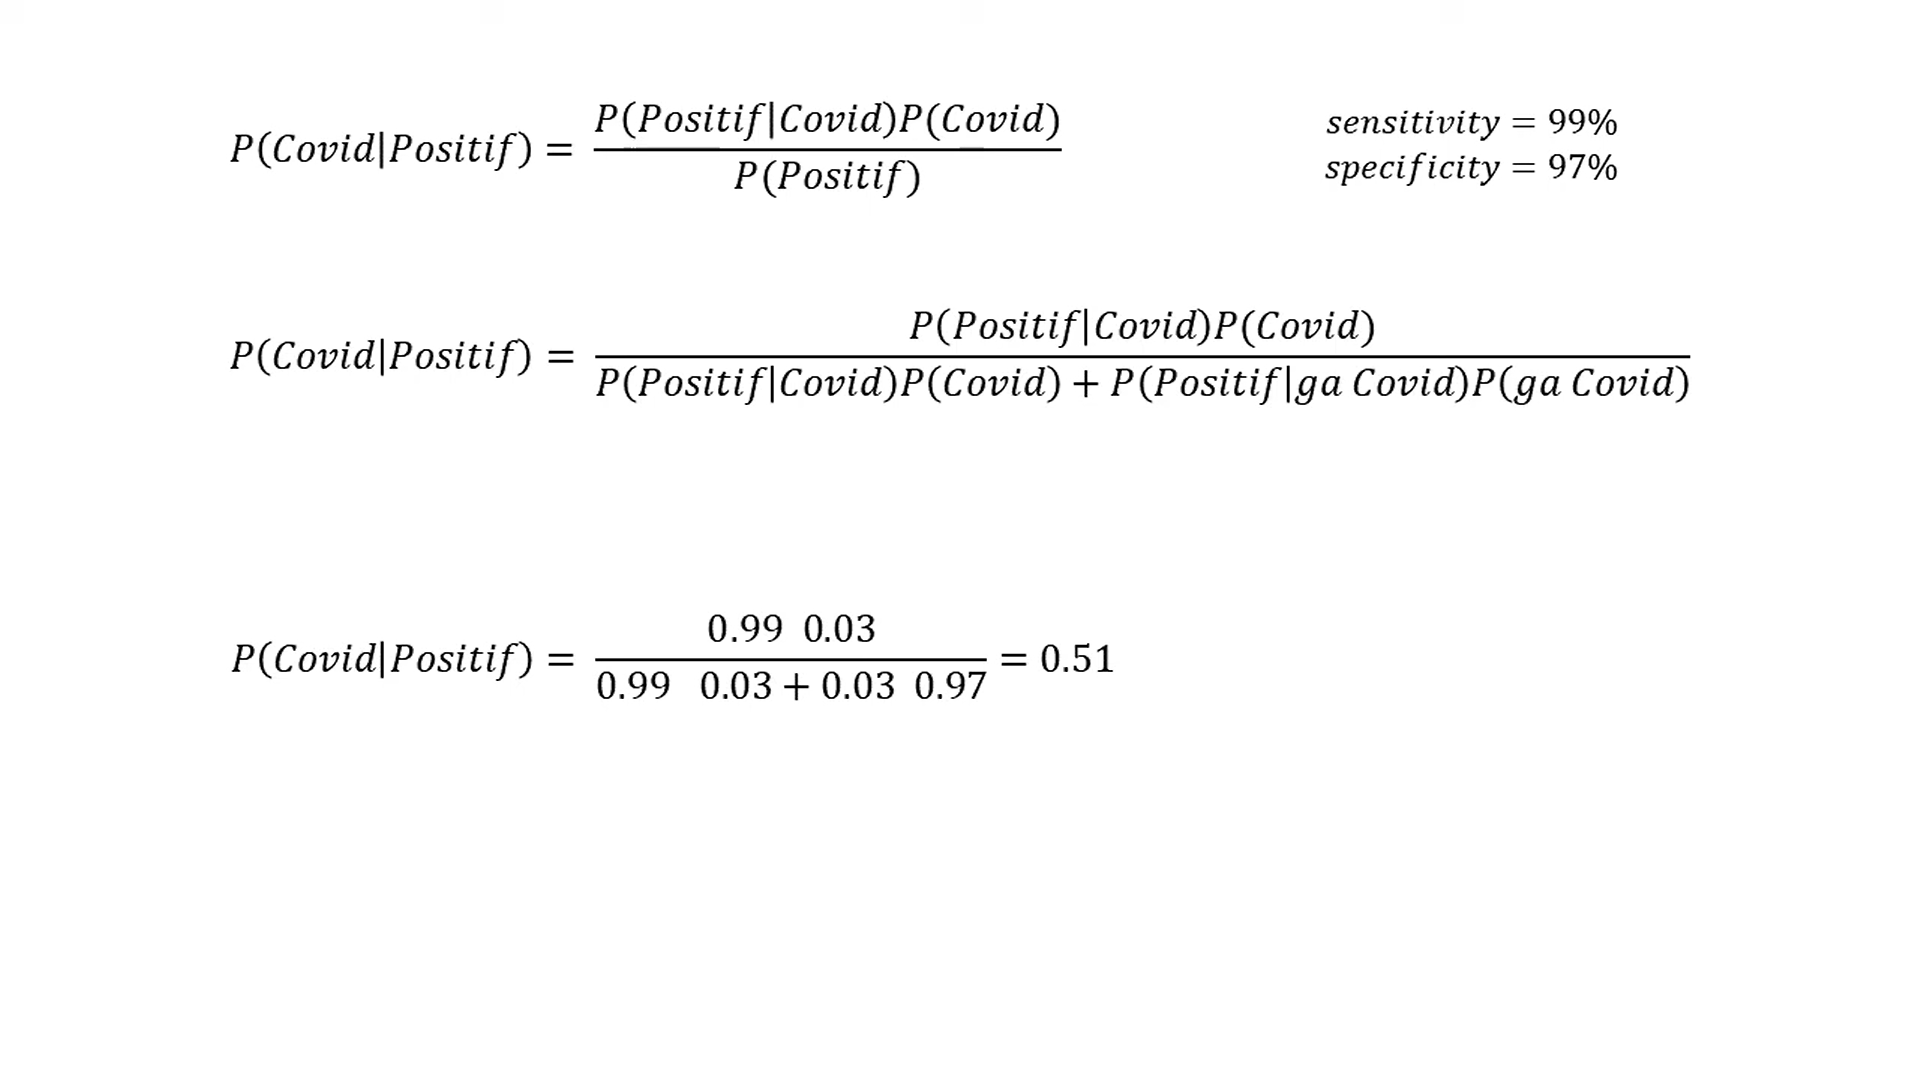 P(Covid|Positif) = P(Positif|Covid)P(Covid) / P(Positif)
sensitivity = 99%
specificity = 97%
P(Covid|Positif) = P(Positif|Covid)P(Covid) / P(Positif|Covid)P(Covid) + P(Positif|ga Covid)P(ga Covid)
P(Covid|Positif) = 0.99 0.03 / 0.99 0.03 + 0.03 0.97 = 0.51